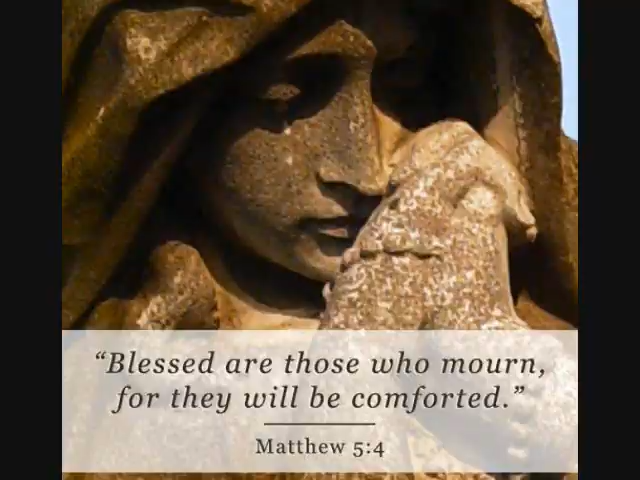 “Blessed are those who mourn,
for they will be comforted.”
Matthew 5:4